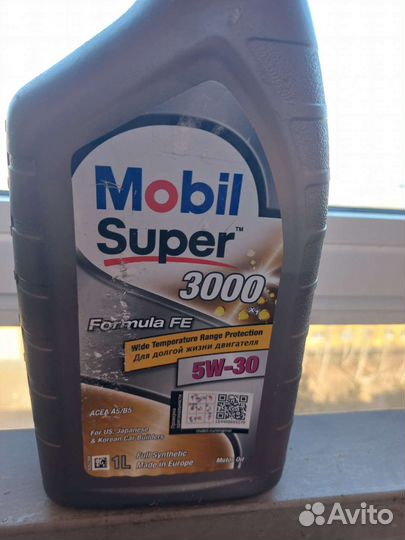 Mobil
Super™
3000
Formula FE
Wide Temperature Range Protection
Для долгой жизни двигателя
5W-30
ACEA A5/B5
For US, Japanese
& Korean Car Builders
1L
Full Synthetic
Made in Europe
Motor Oil
Avito